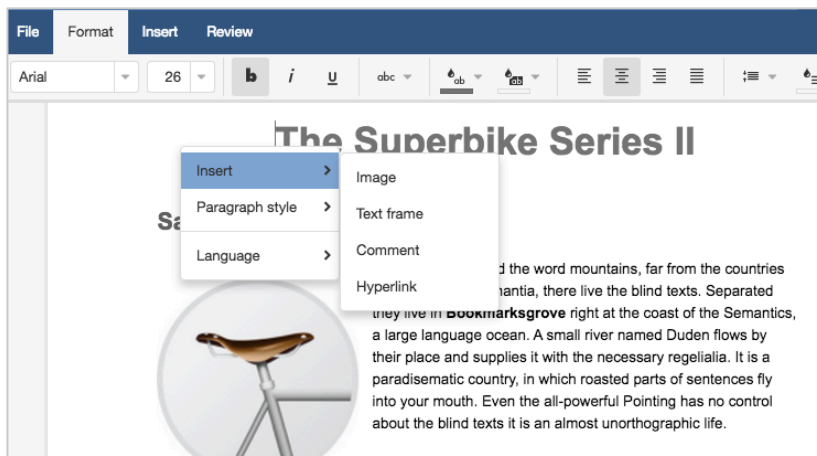 File Format Insert Review
Arial 26 b i u abc ab ab
The Superbike Series II
Insert
Paragraph style
Language
Image
Text frame
Comment
Hyperlink
Sa
d the word mountains, far from the countries
mantia, there live the blind texts. Separated
they live in Bookmarksgrove right at the coast of the Semantics,
a large language ocean. A small river named Duden flows by
their place and supplies it with the necessary regelialia. It is a
paradisematic country, in which roasted parts of sentences fly
into your mouth. Even the all-powerful Pointing has no control
about the blind texts it is an almost unorthographic life.